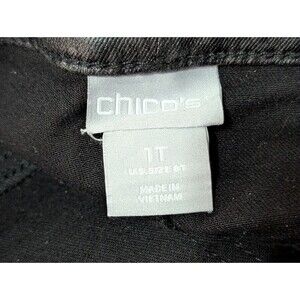 chico's
1T
U.S. SIZE 8T
MADE IN
VIETNAM